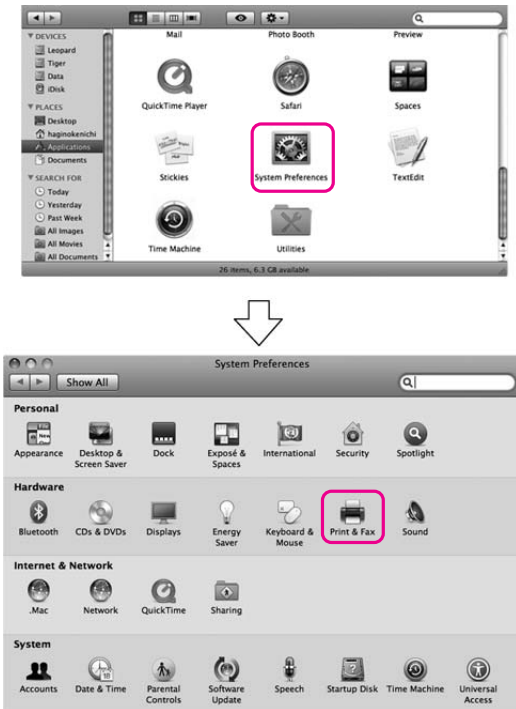 DEVICES
Leopard
Tiger
Data
iDisk
PLACES
Desktop
haginokenichi
Applications
Documents
SEARCH FOR
Today
Yesterday
Past Week
All Images
All Movies
All Documents
Mail Photo Booth Preview
QuickTime Player Safari Spaces
Stickies System Preferences TextEdit
Time Machine Utilities
26 items, 6.3 GB available
System Preferences
Show All
Personal
Appearance Desktop & Screen Saver Dock Exposé & Spaces International Security Spotlight
Hardware
Bluetooth CDs & DVDs Displays Energy Saver Keyboard & Mouse Print & Fax Sound
Internet & Network
.Mac Network QuickTime Sharing
System
Accounts Date & Time Parental Controls Software Update Speech Startup Disk Time Machine Universal Access